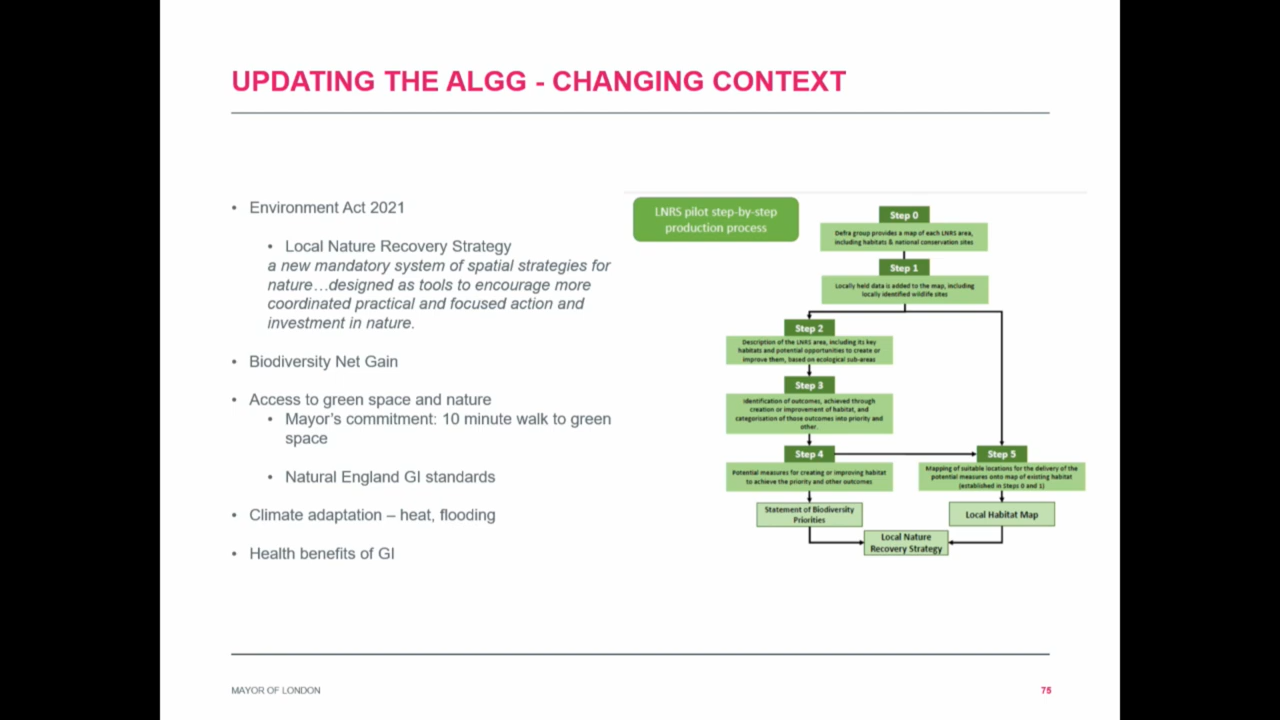 UPDATING THE ALGG - CHANGING CONTEXT
• Environment Act 2021
• Local Nature Recovery Strategy
a new mandatory system of spatial strategies for
nature…designed as tools to encourage more
coordinated practical and focused action and
investment in nature.
• Biodiversity Net Gain
• Access to green space and nature
• Mayor's commitment: 10 minute walk to green
space
• Natural England GI standards
• Climate adaptation – heat, flooding
• Health benefits of GI
LNRS pilot step-by-step
production process
Step 0
Defra group provides a map of each LNRS area,
including habitats & national conservation sites
Step 1
Locally held data is added to the map, including
locally identified wildlife sites
Step 2
Description of the LNRS area, including its key
habitats and potential opportunities to create or
improve them, based on ecological sub-areas
Step 3
Identification of outcomes, achieved through
creation or improvement of habitat, and
categorisation of those outcomes into priority and
other.
Step 4
Potential measures for creating or improving habitat
to achieve the priority and other outcomes
Step 5
Mapping of suitable locations for the delivery of the
potential measures onto map of existing habitat
(established in Steps 0 and 1)
Statement of Biodiversity
Priorities
Local Habitat Map
Local Nature
Recovery Strategy
MAYOR OF LONDON
75